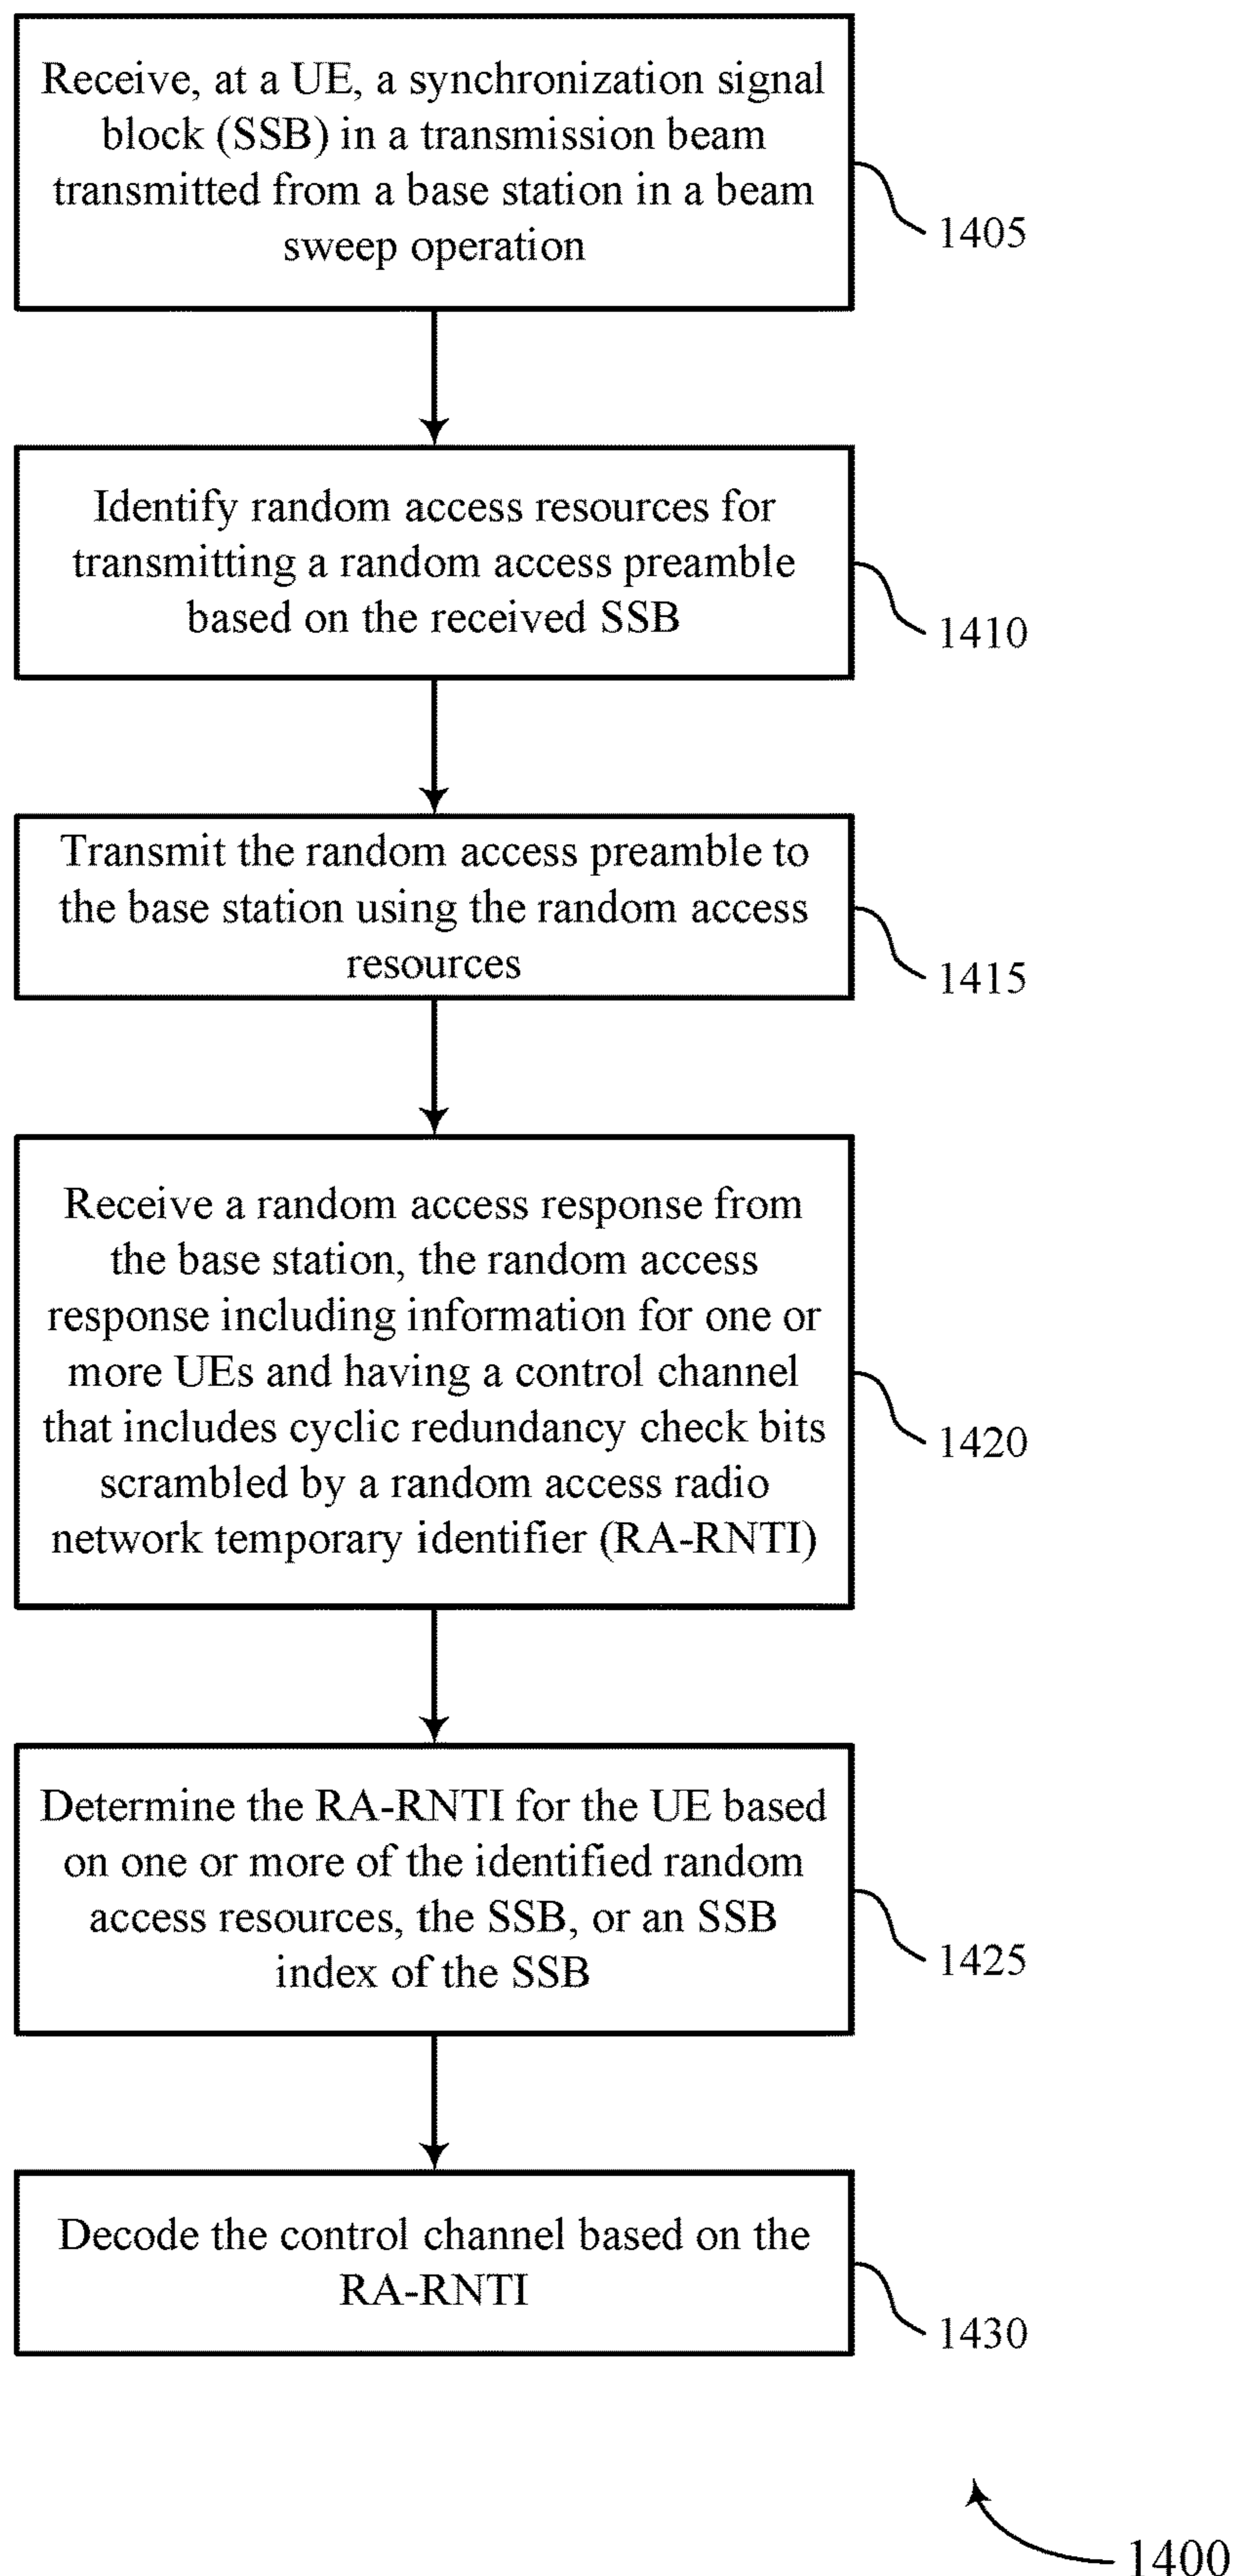 Receive, at a UE, a synchronization signal
block (SSB) in a transmission beam
transmitted from a base station in a beam
sweep operation
1405
Identify random access resources for
transmitting a random access preamble
based on the received SSB
1410
Transmit the random access preamble to
the base station using the random access
resources
1415
Receive a random access response from
the base station, the random access
response including information for one or
more UEs and having a control channel
that includes cyclic redundancy check bits
scrambled by a random access radio
network temporary identifier (RA-RNTI)
1420
Determine the RA-RNTI for the UE based
on one or more of the identified random
access resources, the SSB, or an SSB
index of the SSB
1425
Decode the control channel based on the
RA-RNTI
1430
1400